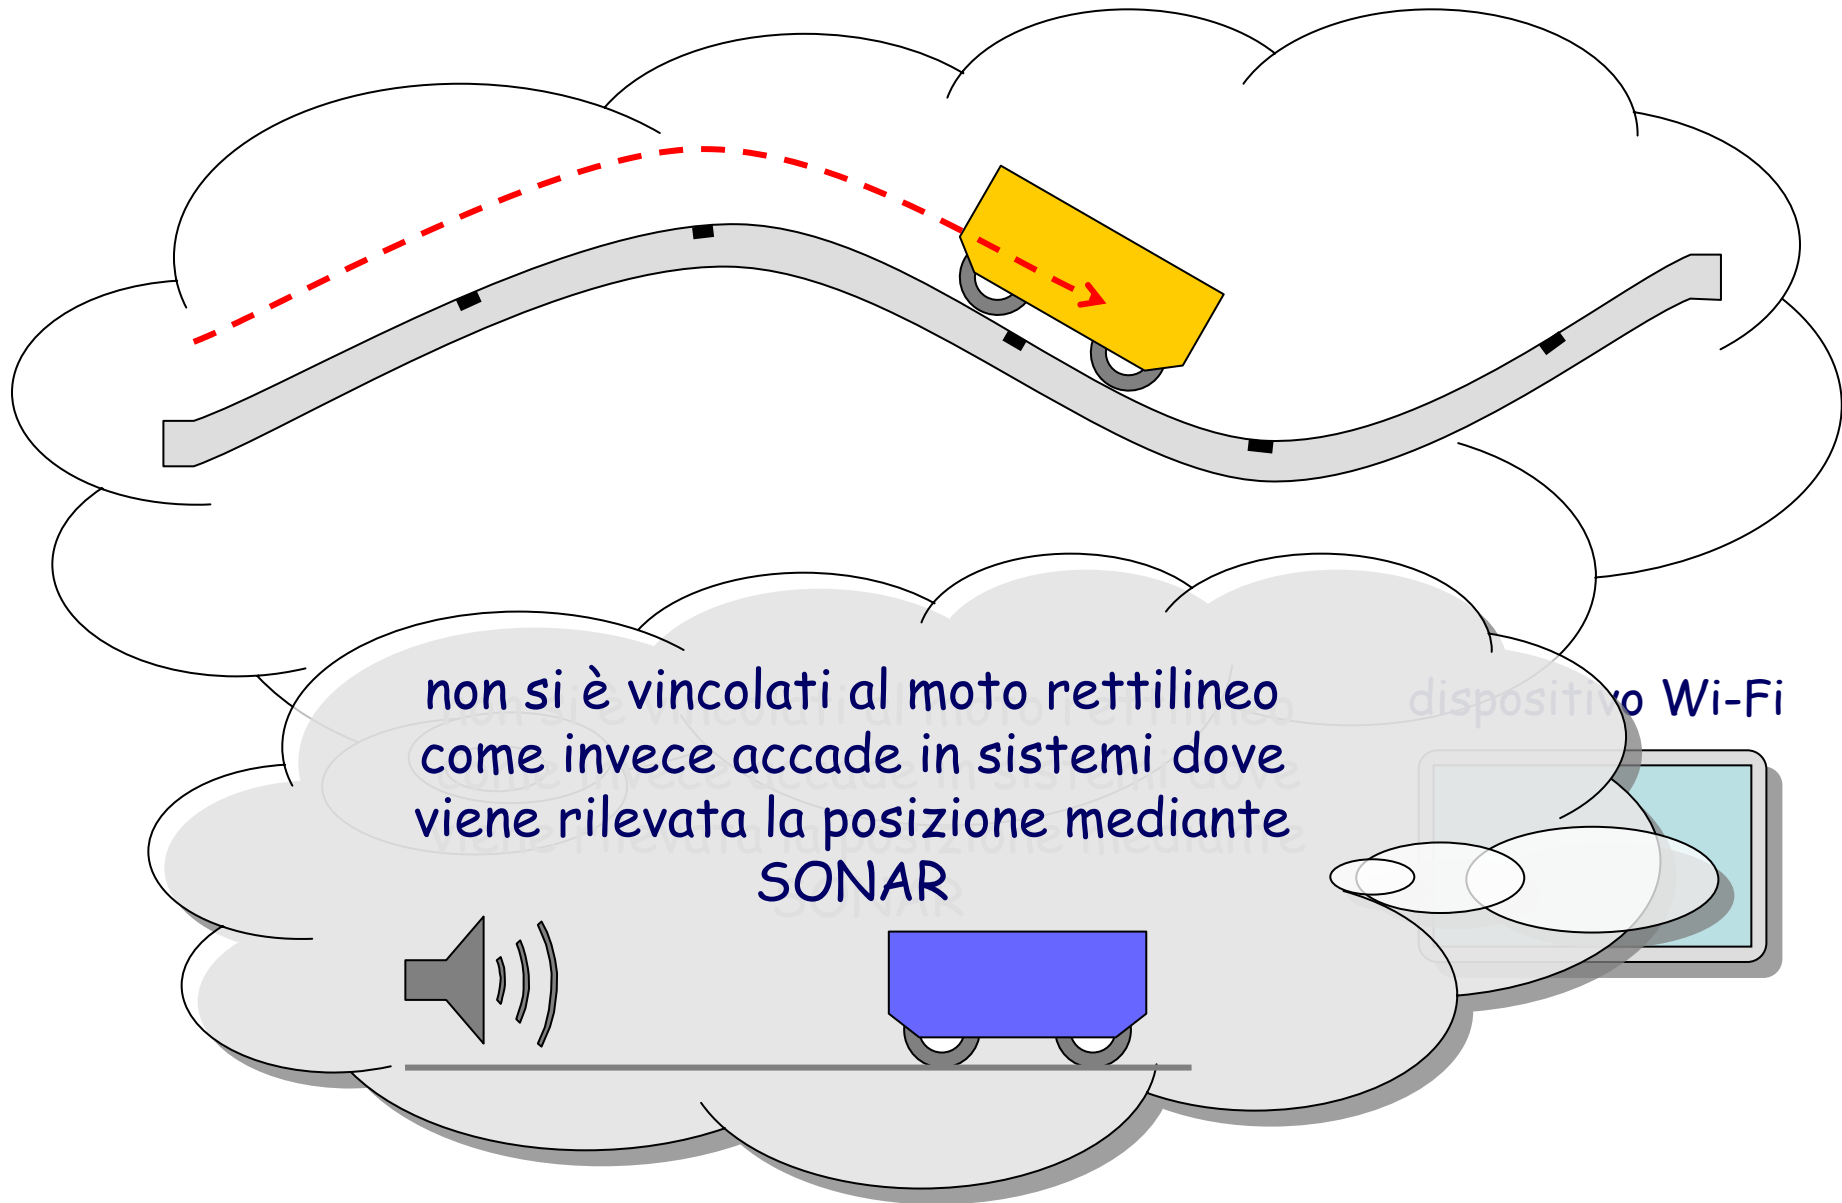 non si è vincolati al moto rettilineo
come invece accade in sistemi dove
viene rilevata la posizione mediante
SONAR
dispositivo Wi-Fi